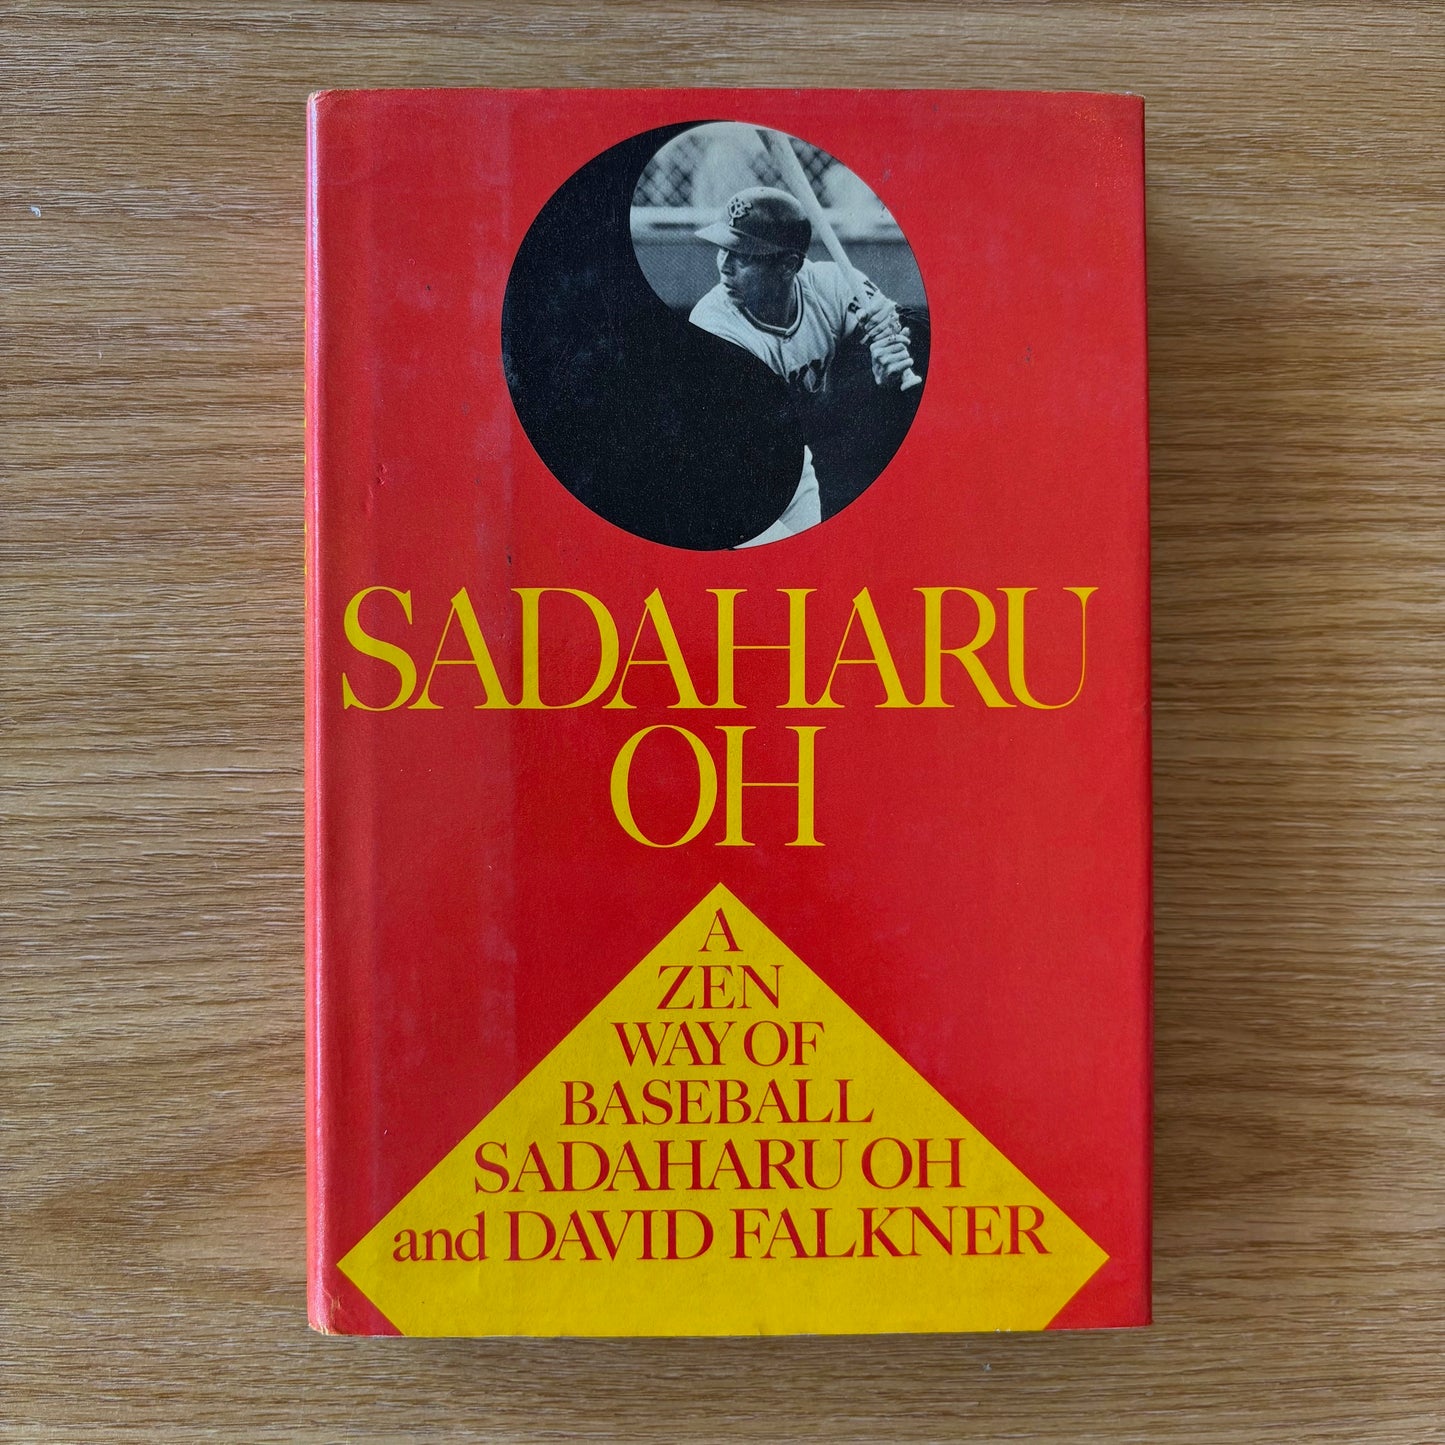 SADAHARU
OH
A
ZEN
WAY OF
BASEBALL
SADAHARU OH
and DAVID FALKNER